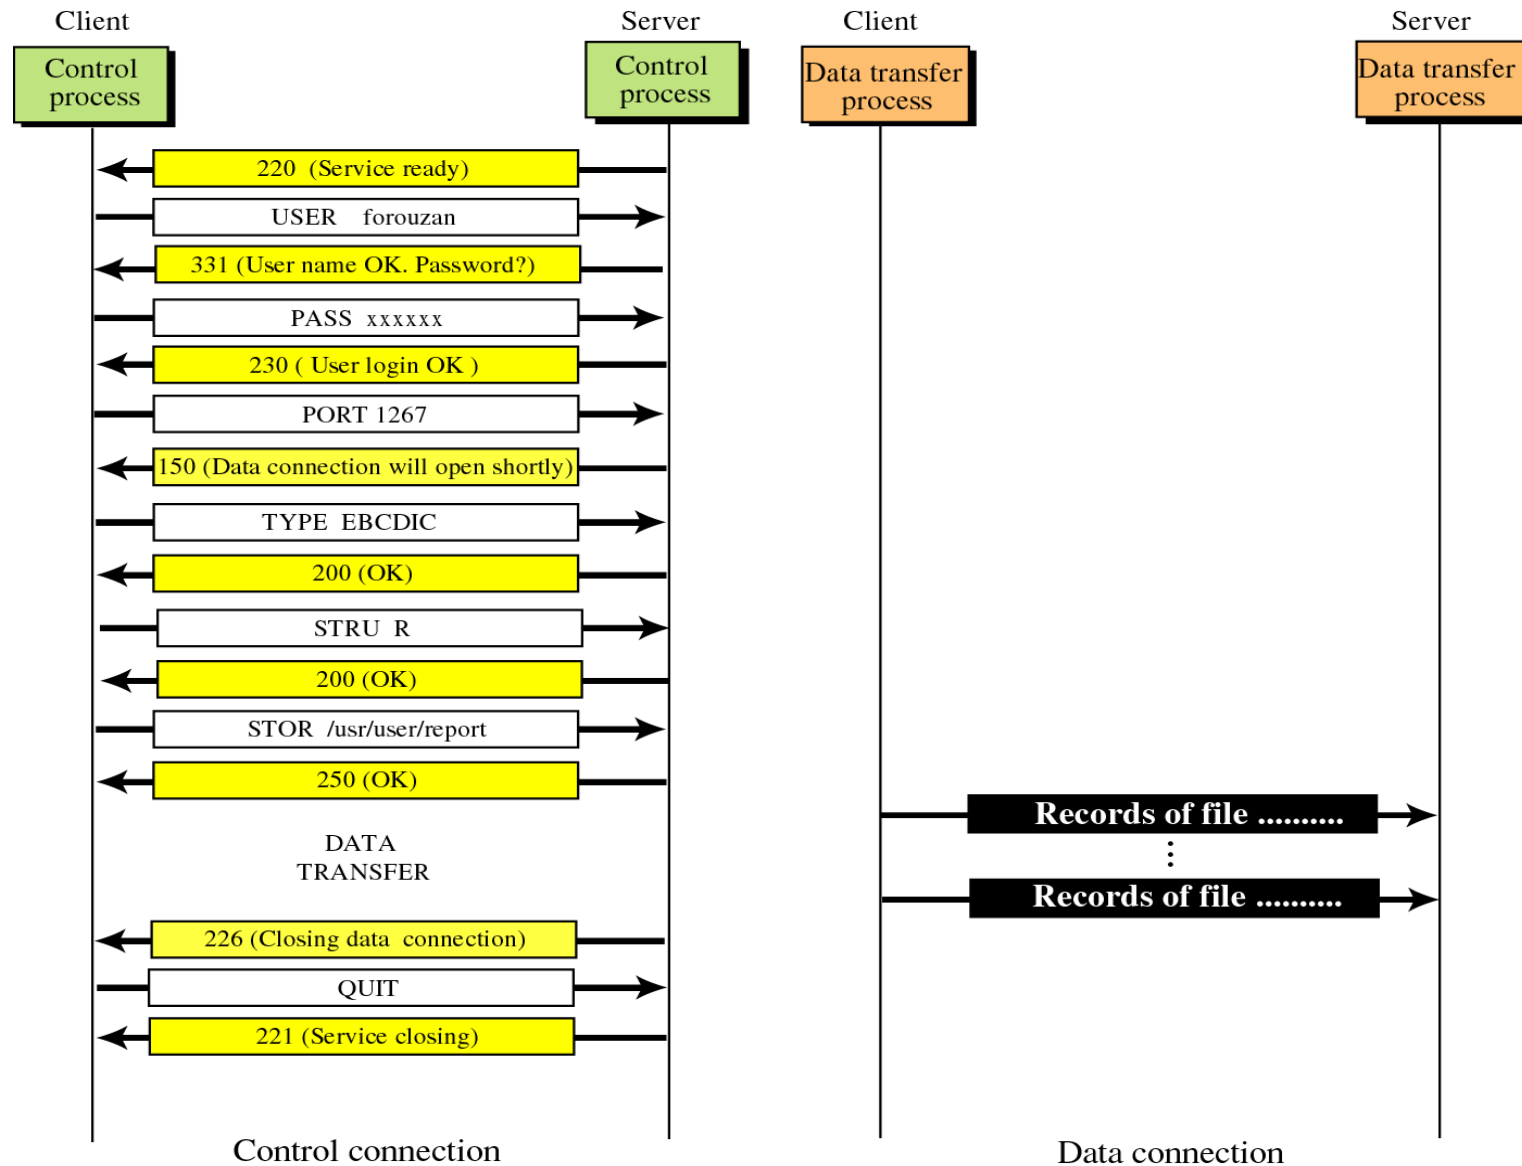 Client
Server
Client
Server
Control
process
Control
process
Data transfer
process
Data transfer
process
220 (Service ready)
USER forouzan
331 (User name OK. Password?)
PASS xxxxxx
230 ( User login OK )
PORT 1267
150 (Data connection will open shortly)
TYPE EBCDIC
200 (OK)
STRU R
200 (OK)
STOR /usr/user/report
250 (OK)
DATA
TRANSFER
226 (Closing data connection)
QUIT
221 (Service closing)
Control connection
Records of file ..........
Records of file ..........
Data connection